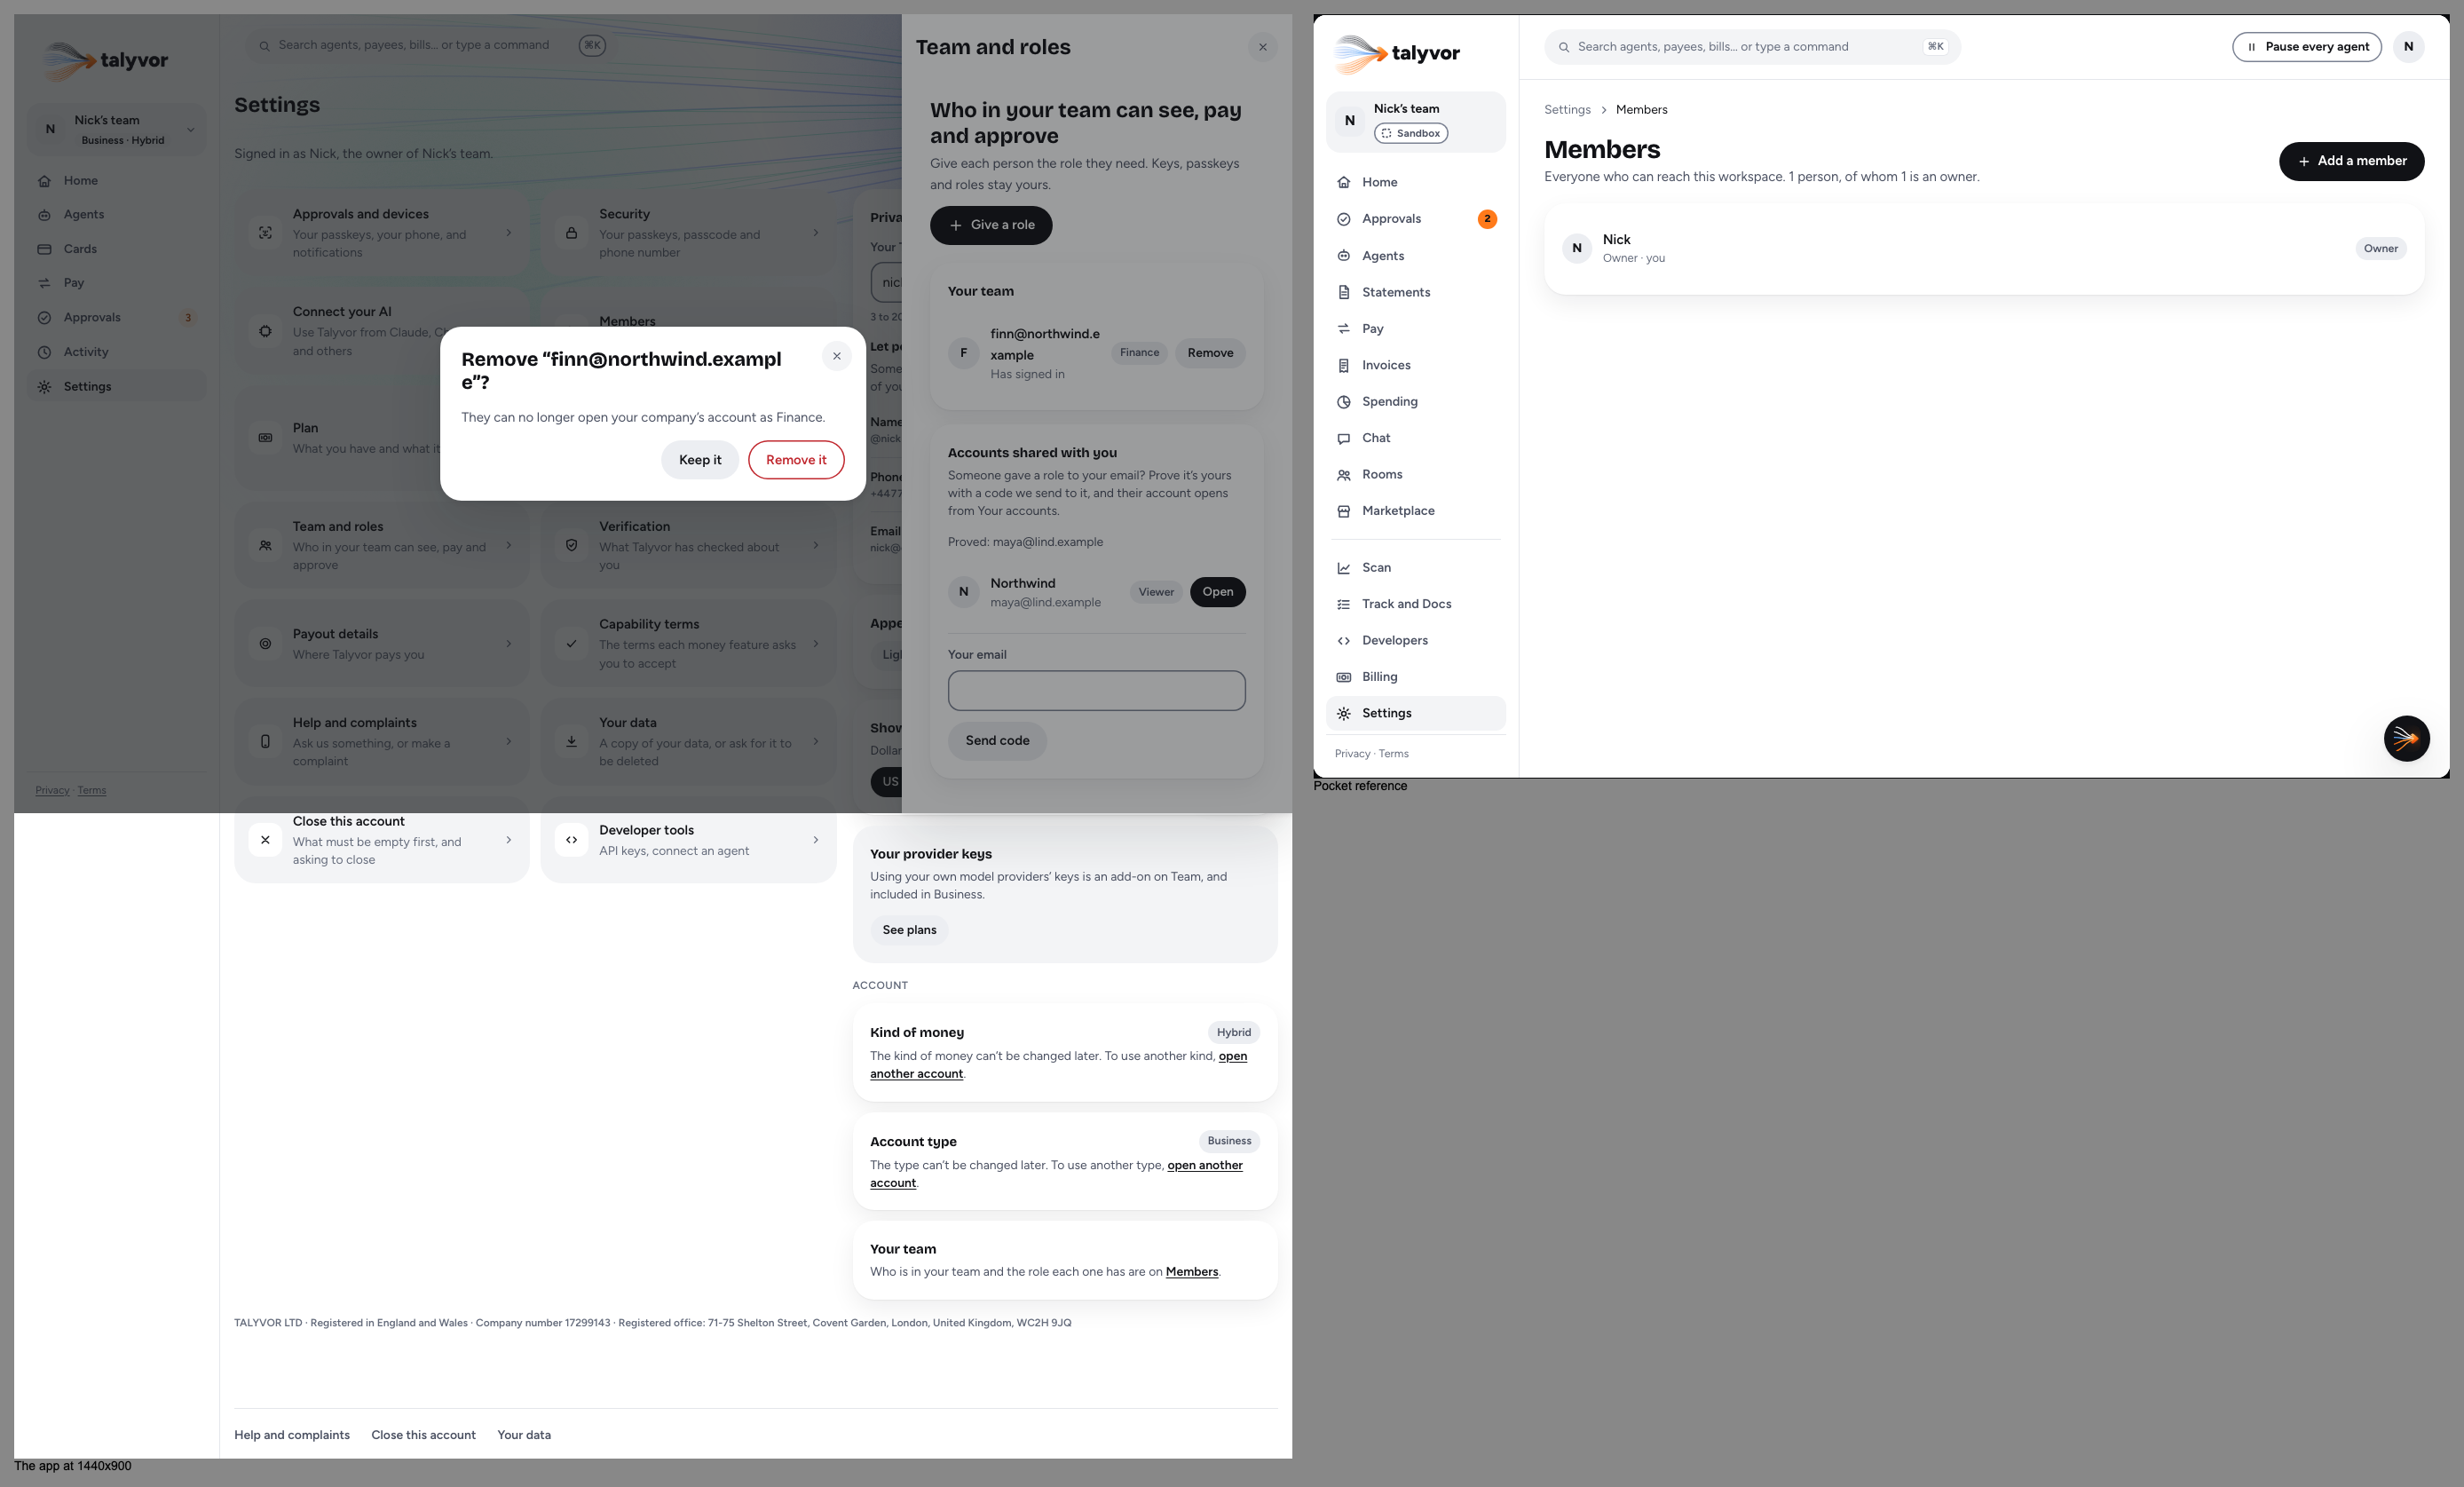 talyvor
Search agents, payees, bills... or type a command
⌘K
N
Nick's team
Business · Hybrid
Home
Agents
Cards
Pay
Approvals
3
Activity
Settings
Privacy · Terms
Settings
Signed in as Nick, the owner of Nick's team.
Approvals and devices
Your passkeys, your phone, and
notifications
Security
Your passkeys, passcode and
phone number
Connect your AI
Use Talyvor from Claude,
and others
Members
Plan
What you have and what
Team and roles
Who in your team can see, pay and
approve
Verification
What Talyvor has checked about
you
Payout details
Where Talyvor pays you
Capability terms
The terms each money feature asks
you to accept
Help and complaints
Ask us something, or make a
complaint
Your data
A copy of your data, or ask for it to
be deleted
Close this account
What must be empty first, and
asking to close
Developer tools
API keys, connect an agent
Your
3 to 20
Let
of you
Name
@nick
Phone
+447
Email
nick@
Show
Dollar
US
Remove “finn@northwind.exampl
e”?
They can no longer open your company's account as Finance.
Keep it
Remove it
Team and roles
Who in your team can see, pay
and approve
Give each person the role they need. Keys, passkeys
and roles stay yours.
+ Give a role
Your team
F
finn@northwind.e
xample
Has signed in
Finance
Remove
Accounts shared with you
Someone gave a role to your email? Prove it's yours
with a code we send to it, and their account opens
from Your accounts.
Proved: maya@lind.example
N
Northwind
maya@lind.example
Viewer
Open
Your email
Send code
Your provider keys
Using your own model providers' keys is an add-on on Team, and
included in Business.
See plans
ACCOUNT
Kind of money
Hybrid
The kind of money can't be changed later. To use another kind, open
another account.
Account type
Business
The type can't be changed later. To use another type, open another
account.
Your team
Who is in your team and the role each one has are on Members.
TALYVOR LTD · Registered in England and Wales · Company number 17299143 · Registered office: 71-75 Shelton Street, Covent Garden, London, United Kingdom, WC2H 9JQ
Help and complaints
Close this account
Your data
The app at 1440x900
talyvor
Search agents, payees, bills... or type a command
⌘K
Pause every agent
N
N
Nick's team
Sandbox
Home
Approvals
2
Agents
Statements
Pay
Invoices
Spending
Chat
Rooms
Marketplace
Scan
Track and Docs
Developers
Billing
Settings
Privacy · Terms
Settings > Members
Members
Everyone who can reach this workspace. 1 person, of whom 1 is an owner.
+ Add a member
N
Nick
Owner · you
Owner
Pocket reference